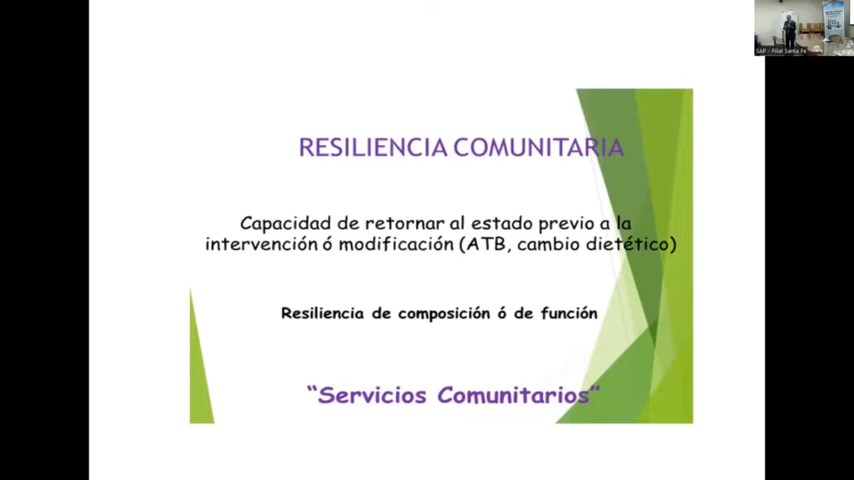 SAP - Filial Santa Fe
RESILIENCIA COMUNITARIA
Capacidad de retornar al estado previo a la
intervención ó modificación (ATB, cambio dietético)
Resiliencia de composición ó de función
“Servicios Comunitarios”